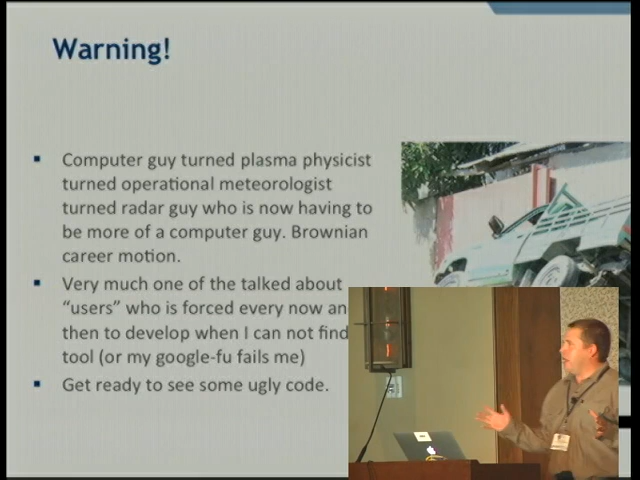 Warning!
Computer guy turned plasma physicist
turned operational meteorologist
turned radar guy who is now having to
be more of a computer guy. Brownian
career motion.
Very much one of the talked about
“users” who is forced every now an
then to develop when I can not find
tool (or my google-fu fails me)
Get ready to see some ugly code.